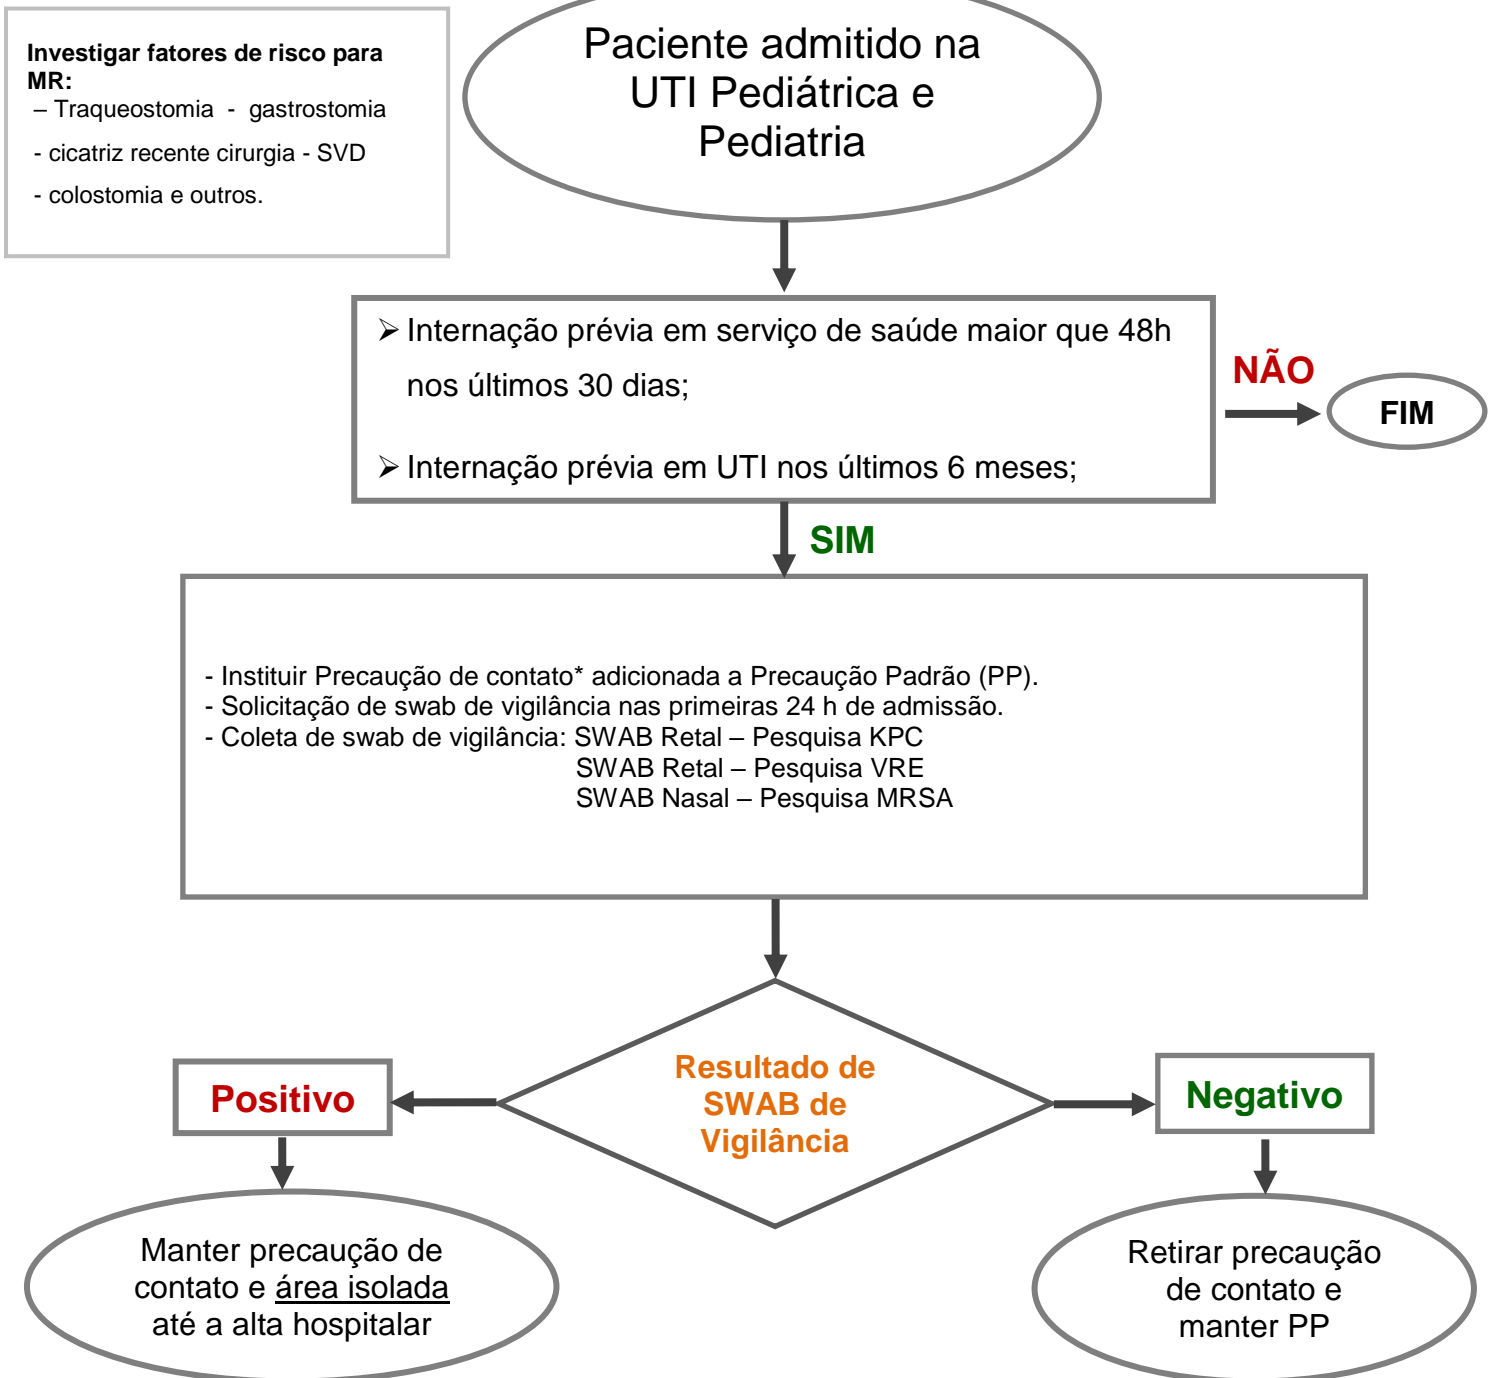 Investigar fatores de risco para
MR:
– Traqueostomia - gastrostomia
- cicatriz recente cirurgia - SVD
- colostomia e outros.
Paciente admitido na
UTI Pediátrica e
Pediatria
➢ Internação prévia em serviço de saúde maior que 48h
nos últimos 30 dias;
➢ Internação prévia em UTI nos últimos 6 meses;
NÃO
FIM
SIM
- Instituir Precaução de contato* adicionada a Precaução Padrão (PP).
- Solicitação de swab de vigilância nas primeiras 24 h de admissão.
- Coleta de swab de vigilância: SWAB Retal – Pesquisa KPC
SWAB Retal – Pesquisa VRE
SWAB Nasal – Pesquisa MRSA
Resultado de
SWAB de
Vigilância
Positivo
Negativo
Manter precaução de
contato e área isolada
até a alta hospitalar
Retirar precaução
de contato e
manter PP